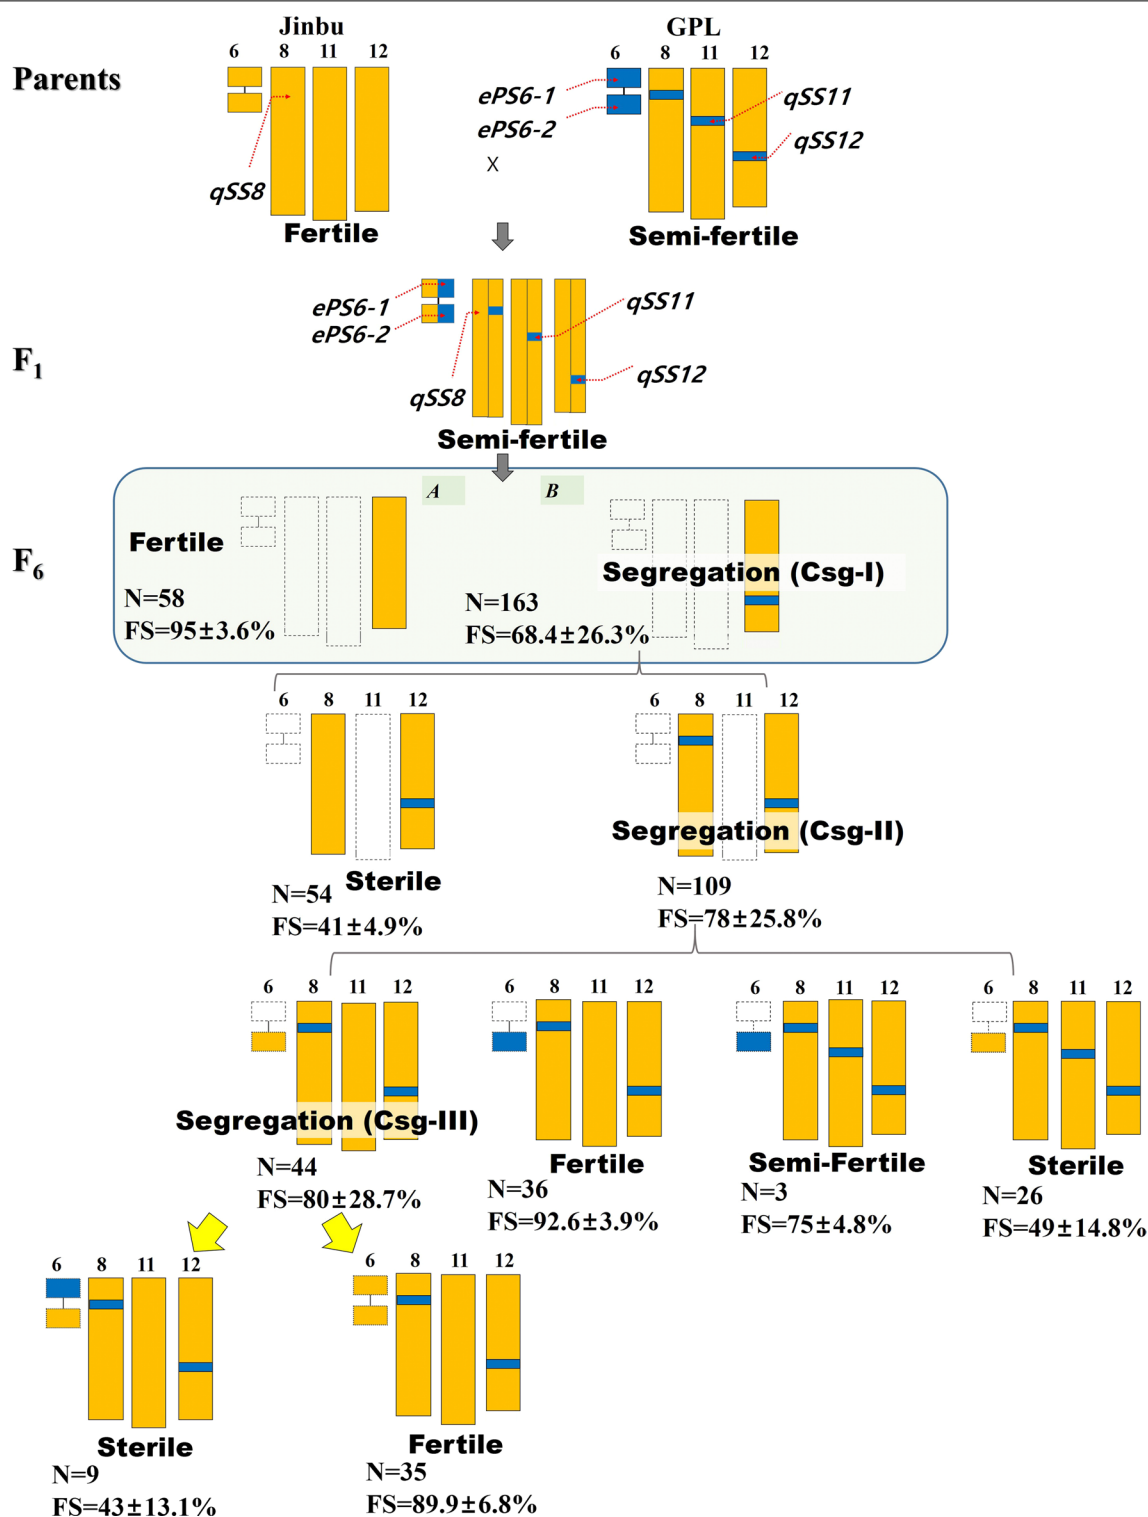 Jinbu
GPL
6 8 11 12
6 8 11 12
Parents
ePS6-1
ePS6-2
qSS11
qSS12
X
qSS8
Fertile
Semi-fertile
ePS6-1
ePS6-2
qSS11
F1
qSS8
qSS12
Semi-fertile
A
B
F6
Fertile
N=58
FS=95±3.6%
Segregation (Csg-I)
N=163
FS=68.4±26.3%
6 8 11 12
6 8 11 12
Sterile
N=54
FS=41±4.9%
Segregation (Csg-II)
N=109
FS=78±25.8%
6 8 11 12
6 8 11 12
6 8 11 12
6 8 11 12
Segregation (Csg-III)
N=44
FS=80±28.7%
Fertile
N=36
FS=92.6±3.9%
Semi-Fertile
N=3
FS=75±4.8%
Sterile
N=26
FS=49±14.8%
6 8 11 12
6 8 11 12
Sterile
N=9
FS=43±13.1%
Fertile
N=35
FS=89.9±6.8%